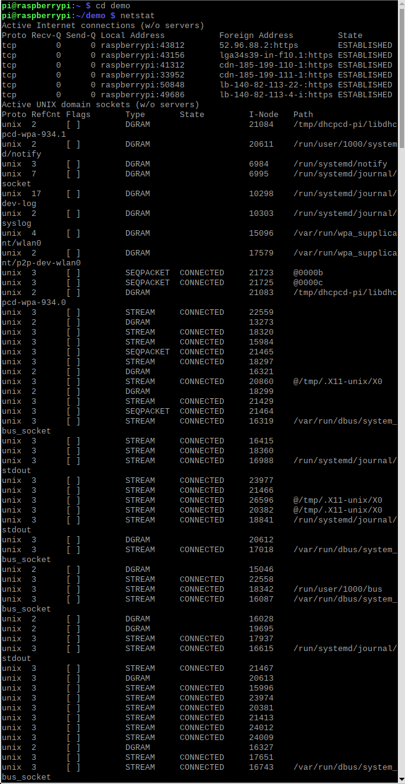 pi@raspberrypi:~ $ cd demo
pi@raspberrypi:~/demo $ netstat
Active Internet connections (w/o servers)
Proto Recv-Q Send-Q Local Address Foreign Address State
tcp 0 0 raspberrypi:43812 52.96.88.2:https ESTABLISHED
tcp 0 0 raspberrypi:43156 lga34s39-in-f10.1:https ESTABLISHED
tcp 0 0 raspberrypi:41312 cdn-185-199-110-1:https ESTABLISHED
tcp 0 0 raspberrypi:33952 cdn-185-199-111-1:https ESTABLISHED
tcp 0 0 raspberrypi:50848 lb-140-82-113-22-:https ESTABLISHED
tcp 0 0 raspberrypi:49686 lb-140-82-113-4-i:https ESTABLISHED
Active UNIX domain sockets (w/o servers)
Proto RefCnt Flags Type State I-Node Path
unix 2 [ ] DGRAM 21084 /tmp/dhcpcd-pi/libdhc
pcd-wpa-934.1
unix 2 [ ] DGRAM 20611 /run/user/1000/system
d/notify
unix 3 [ ] DGRAM 6984 /run/systemd/notify
unix 7 [ ] DGRAM 6995 /run/systemd/journal/
socket
unix 17 [ ] DGRAM 10298 /run/systemd/journal/
dev-log
unix 2 [ ] DGRAM 10303 /run/systemd/journal/
syslog
unix 4 [ ] DGRAM 15096 /var/run/wpa_supplica
nt/wlan0
unix 2 [ ] DGRAM 17579 /var/run/wpa_supplica
nt/p2p-dev-wlan0
unix 3 [ ] SEQPACKET CONNECTED 21723 @0000b
unix 3 [ ] SEQPACKET CONNECTED 21725 @0000c
unix 2 [ ] DGRAM 21083 /tmp/dhcpcd-pi/libdhc
pcd-wpa-934.0
unix 3 [ ] STREAM CONNECTED 22559
unix 2 [ ] DGRAM 13273
unix 3 [ ] STREAM CONNECTED 18320
unix 3 [ ] STREAM CONNECTED 15984
unix 3 [ ] SEQPACKET CONNECTED 21465
unix 3 [ ] STREAM CONNECTED 18297
unix 2 [ ] DGRAM 16321
unix 3 [ ] STREAM CONNECTED 20860 @/tmp/.X11-unix/X0
unix 2 [ ] DGRAM 18299
unix 3 [ ] STREAM CONNECTED 21429
unix 3 [ ] SEQPACKET CONNECTED 21464
unix 3 [ ] STREAM CONNECTED 16319 /var/run/dbus/system_
bus_socket
unix 3 [ ] STREAM CONNECTED 16415
unix 3 [ ] STREAM CONNECTED 18360
unix 3 [ ] STREAM CONNECTED 16988 /run/systemd/journal/
stdout
unix 3 [ ] STREAM CONNECTED 23977
unix 3 [ ] STREAM CONNECTED 21466
unix 3 [ ] STREAM CONNECTED 26596 @/tmp/.X11-unix/X0
unix 3 [ ] STREAM CONNECTED 20382 @/tmp/.X11-unix/X0
unix 3 [ ] STREAM CONNECTED 18841 /run/systemd/journal/
stdout
unix 3 [ ] DGRAM 20612
unix 3 [ ] STREAM CONNECTED 17018 /var/run/dbus/system_
bus_socket
unix 2 [ ] DGRAM 15046
unix 3 [ ] STREAM CONNECTED 22558
unix 3 [ ] STREAM CONNECTED 18342 /run/user/1000/bus
unix 3 [ ] STREAM CONNECTED 16087 /var/run/dbus/system_
bus_socket
unix 2 [ ] DGRAM 16028
unix 2 [ ] DGRAM 19695
unix 3 [ ] STREAM CONNECTED 17937
unix 3 [ ] STREAM CONNECTED 16615 /run/systemd/journal/
stdout
unix 3 [ ] STREAM CONNECTED 21467
unix 3 [ ] DGRAM 20613
unix 3 [ ] STREAM CONNECTED 15996
unix 3 [ ] STREAM CONNECTED 23974
unix 3 [ ] STREAM CONNECTED 20381
unix 3 [ ] STREAM CONNECTED 21413
unix 3 [ ] STREAM CONNECTED 24012
unix 3 [ ] STREAM CONNECTED 24009
unix 2 [ ] DGRAM 16327
unix 3 [ ] STREAM CONNECTED 17651
unix 3 [ ] STREAM CONNECTED 16743 /var/run/dbus/system_
bus_socket